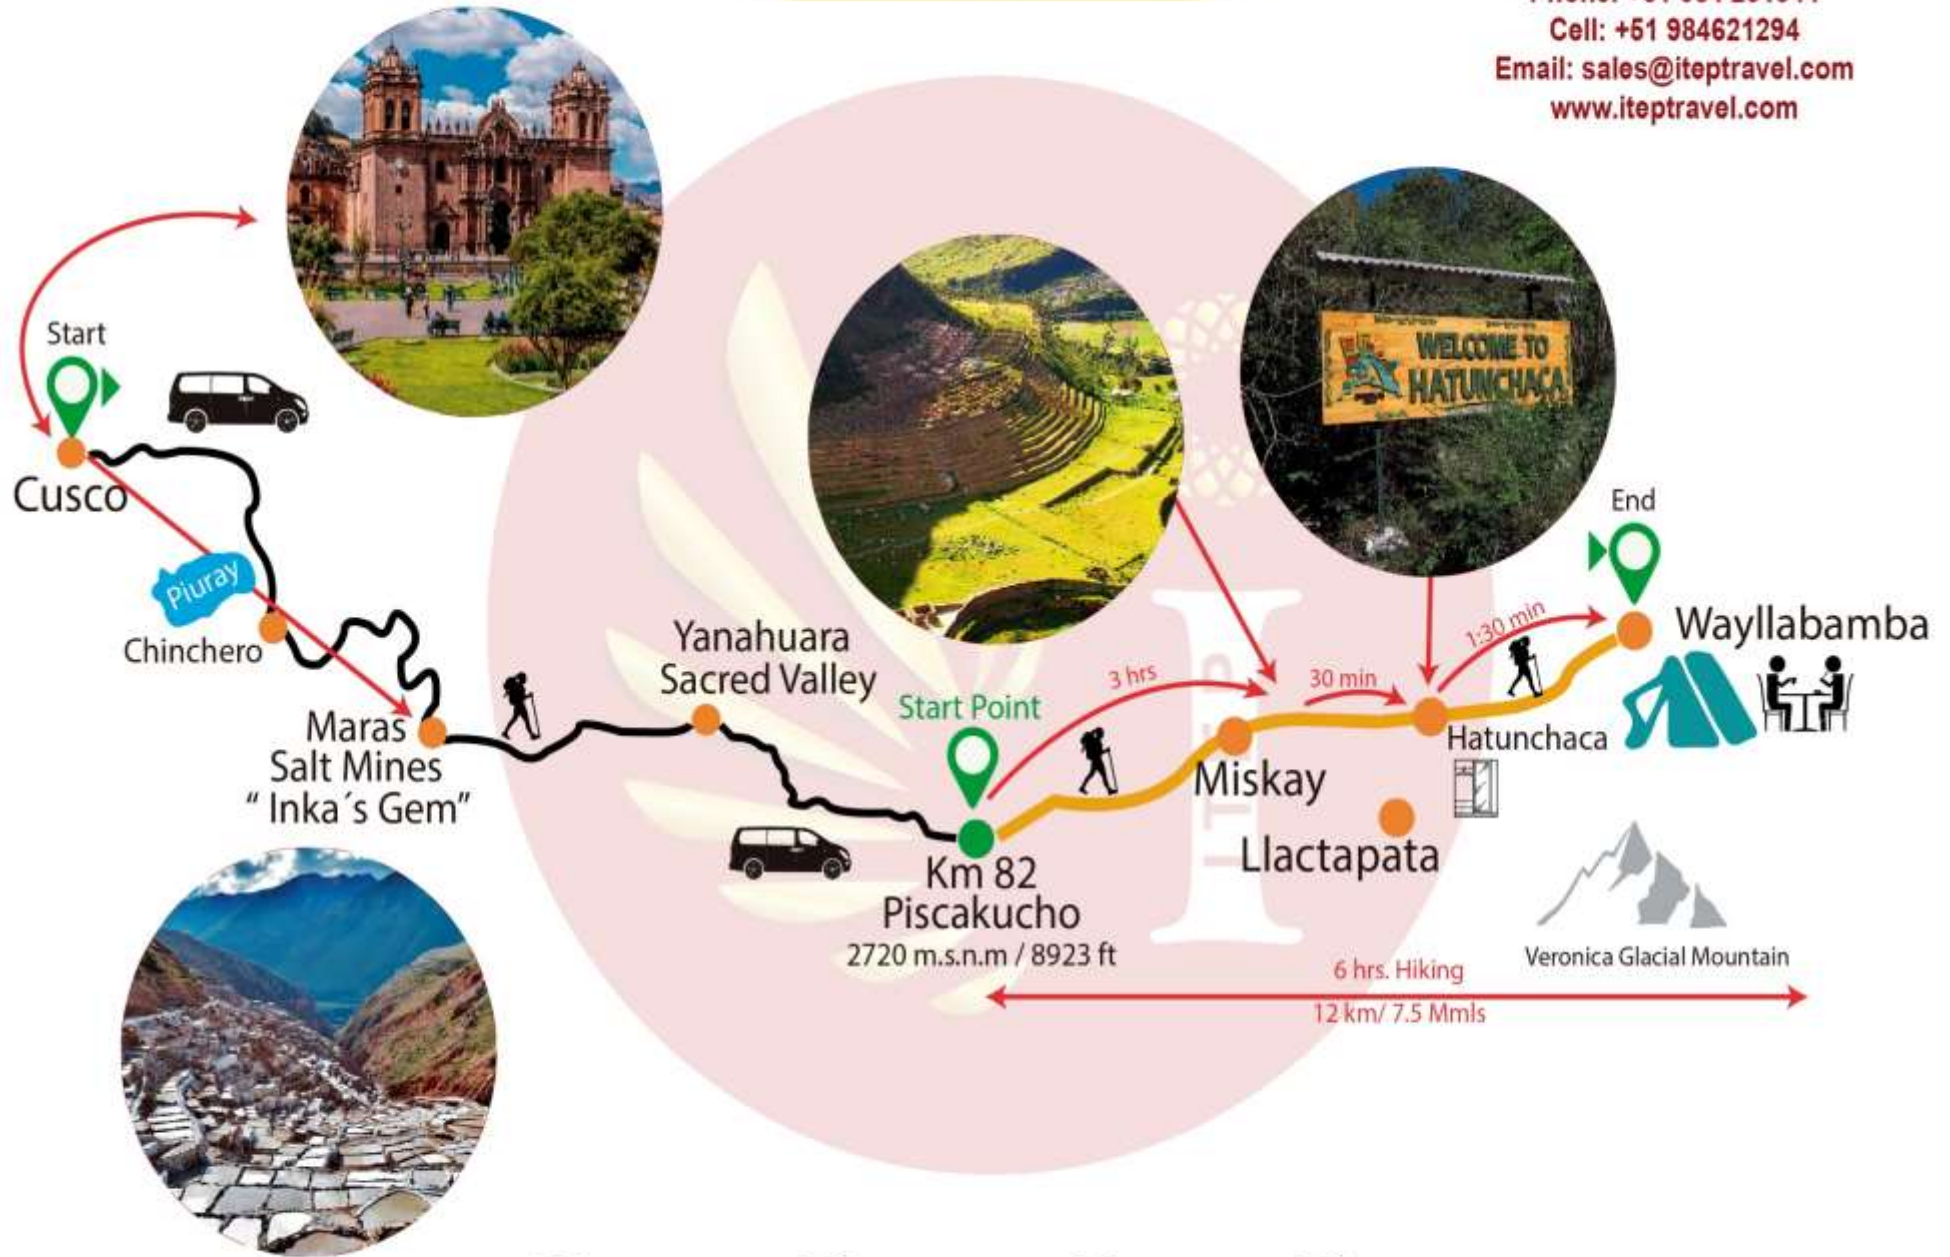 Cell: +51 984621294
Email: sales@iteptravel.com
www.iteptravel.com
WELCOME TO
HATUNCHACA
Start
Cusco
Piuray
Chinchero
Maras
Salt Mines
“ Inka´s Gem”
Yanahuara
Sacred Valley
Start Point
Km 82
Piscakucho
2720 m.s.n.m / 8923 ft
3 hrs
30 min
1:30 min
End
Wayllabamba
Miskay
Hatunchaca
Llactapata
Veronica Glacial Mountain
6 hrs. Hiking
12 km/ 7.5 Mmls
ITEP